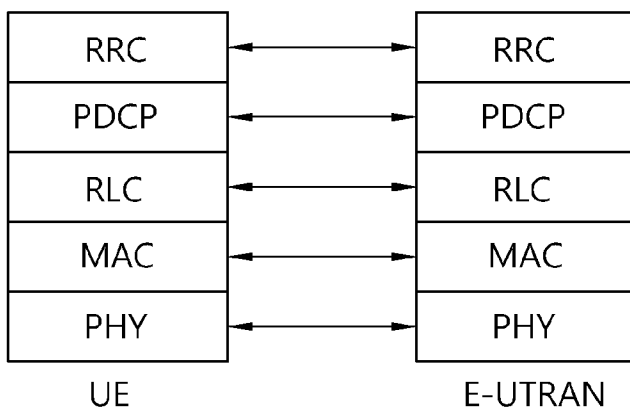 RRC RRC
PDCP PDCP
RLC RLC
MAC MAC
PHY PHY
UE E-UTRAN